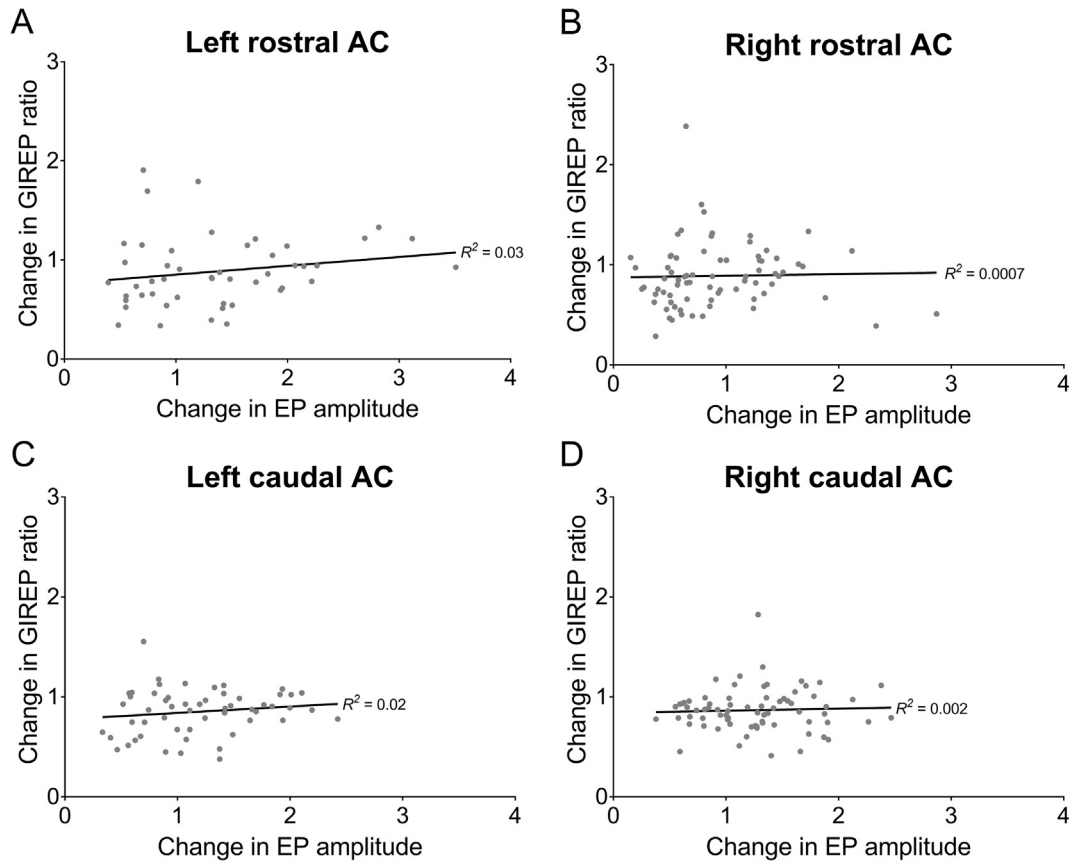 A
Left rostral AC
3
2
1
0
Change in GIREP ratio
R² = 0.03
0 1 2 3 4
Change in EP amplitude
B
Right rostral AC
3
2
1
0
Change in GIREP ratio
R² = 0.0007
0 1 2 3 4
Change in EP amplitude
C
Left caudal AC
3
2
1
0
Change in GIREP ratio
R² = 0.02
0 1 2 3 4
Change in EP amplitude
D
Right caudal AC
3
2
1
0
Change in GIREP ratio
R² = 0.002
0 1 2 3 4
Change in EP amplitude